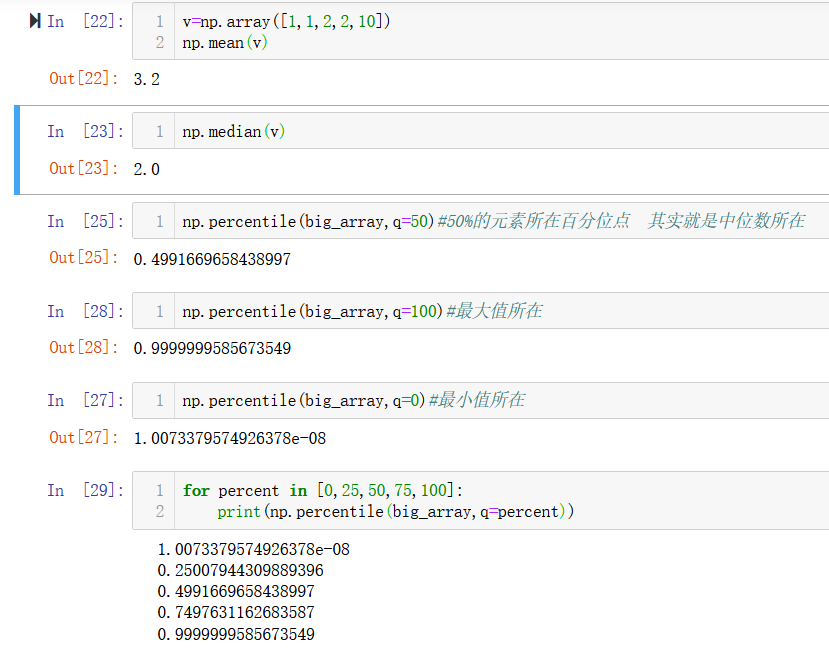 In [22]: 1 v=np.array([1,1,2,2,10])
2 np.mean(v)
Out[22]: 3.2
In [23]: 1 np.median(v)
Out[23]: 2.0
In [25]: 1 np.percentile(big_array,q=50)#50%的元素所在百分位点 其实就是中位数所在
Out[25]: 0.4991669658438997
In [28]: 1 np.percentile(big_array,q=100)#最大值所在
Out[28]: 0.9999999585673549
In [27]: 1 np.percentile(big_array,q=0)#最小值所在
Out[27]: 1.0073379574926378e-08
In [29]: 1 for percent in [0,25,50,75,100]:
2 print(np.percentile(big_array,q=percent))
1.0073379574926378e-08
0.25007944309889396
0.4991669658438997
0.7497631162683587
0.9999999585673549